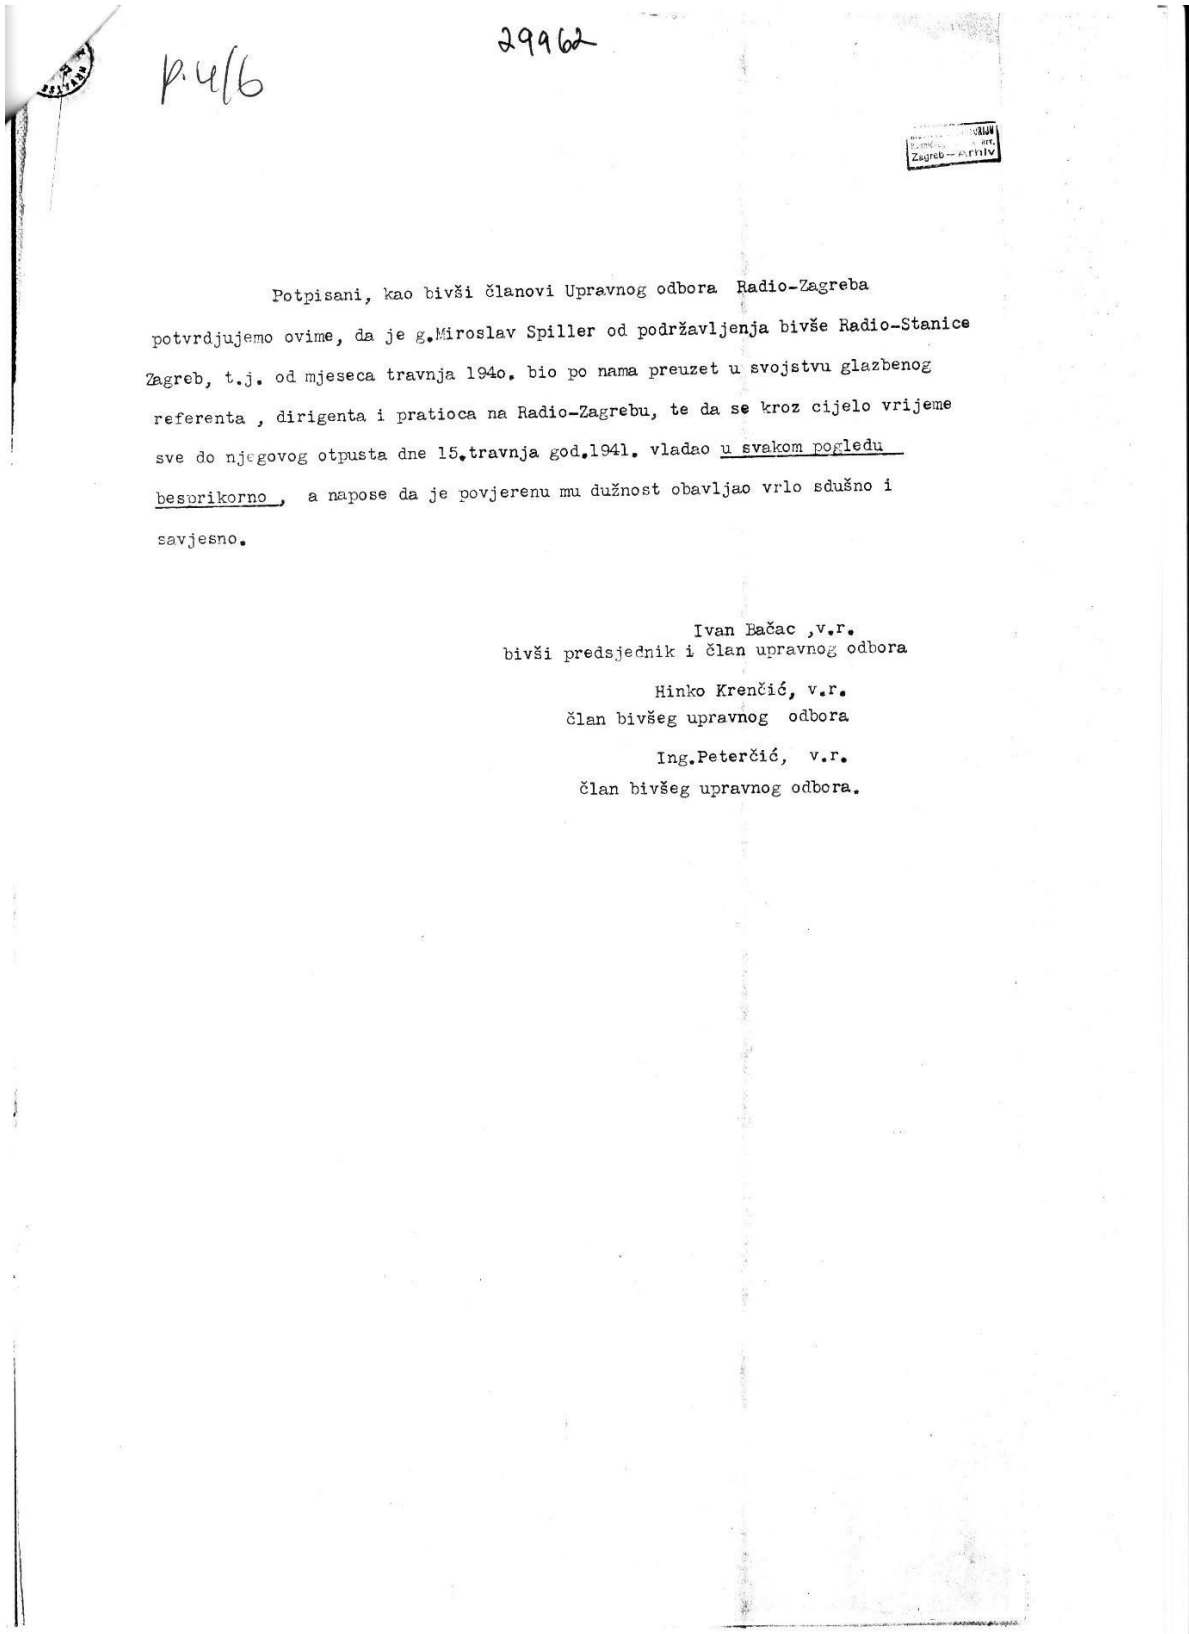 29962
p. 4/6
Zagreb — Arhiv
Potpisani, kao bivši članovi Upravnog odbora Radio-Zagreba
potvrdjujemo ovime, da je g.Miroslav Spiller od podržavljenja bivše Radio-Stanice
Zagreb, t.j. od mjeseca travnja 194o. bio po nama preuzet u svojstvu glazbenog
referenta , dirigenta i pratioca na Radio-Zagrebu, te da se kroz cijelo vrijeme
sve do njegovog otpusta dne 15.travnja god.1941. vladao u svakom pogledu
besprikorno , a napose da je povjerenu mu dužnost obavljao vrlo sdušno i
savjesno.
Ivan Bačac ,v.r.
bivši predsjednik i član upravnog odbora
Hinko Krenčić, v.r.
član bivšeg upravnog odbora
Ing.Peterčić, v.r.
član bivšeg upravnog odbora.